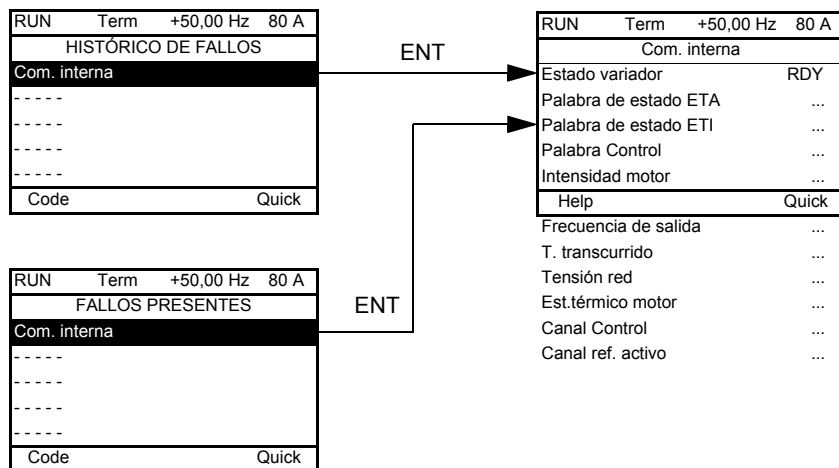 RUN Term +50,00 Hz 80 A
HISTÓRICO DE FALLOS
Com. interna
- - - - -
- - - - -
- - - - -
- - - - -
Code Quick
ENT
RUN Term +50,00 Hz 80 A
FALLOS PRESENTES
Com. interna
- - - - -
- - - - -
- - - - -
- - - - -
Code Quick
ENT
RUN Term +50,00 Hz 80 A
Com. interna
Estado variador RDY
Palabra de estado ETA ...
Palabra de estado ETI ...
Palabra Control ...
Intensidad motor ...
Help Quick
Frecuencia de salida ...
T. transcurrido ...
Tensión red ...
Est.térmico motor ...
Canal Control ...
Canal ref. activo ...